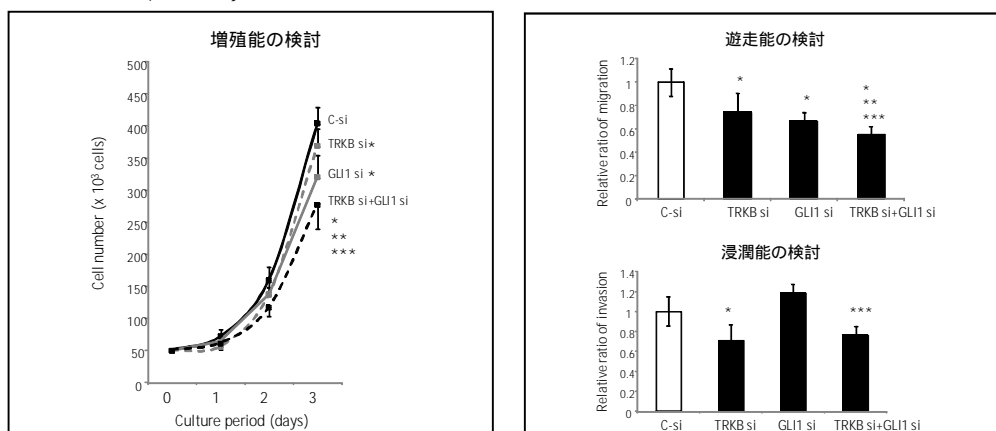 増殖能の検討
500
450
400
350
300
250
200
150
100
50
0
0 1 2 3
Cell number (x 10³ cells)
Culture period (days)
C-si
TRKB si*
GLI1 si *
TRKB si+GLI1 si
*
**
***
遊走能の検討
1.2
1
0.8
0.6
0.4
0.2
0
Relative ratio of migration
*
*
*
**
***
C-si TRKB si GLI1 si TRKB si+GLI1 si
浸潤能の検討
1.4
1.2
1
0.8
0.6
0.4
0.2
0
Relative ratio of invasion
*
***
C-si TRKB si GLI1 si TRKB si+GLI1 si